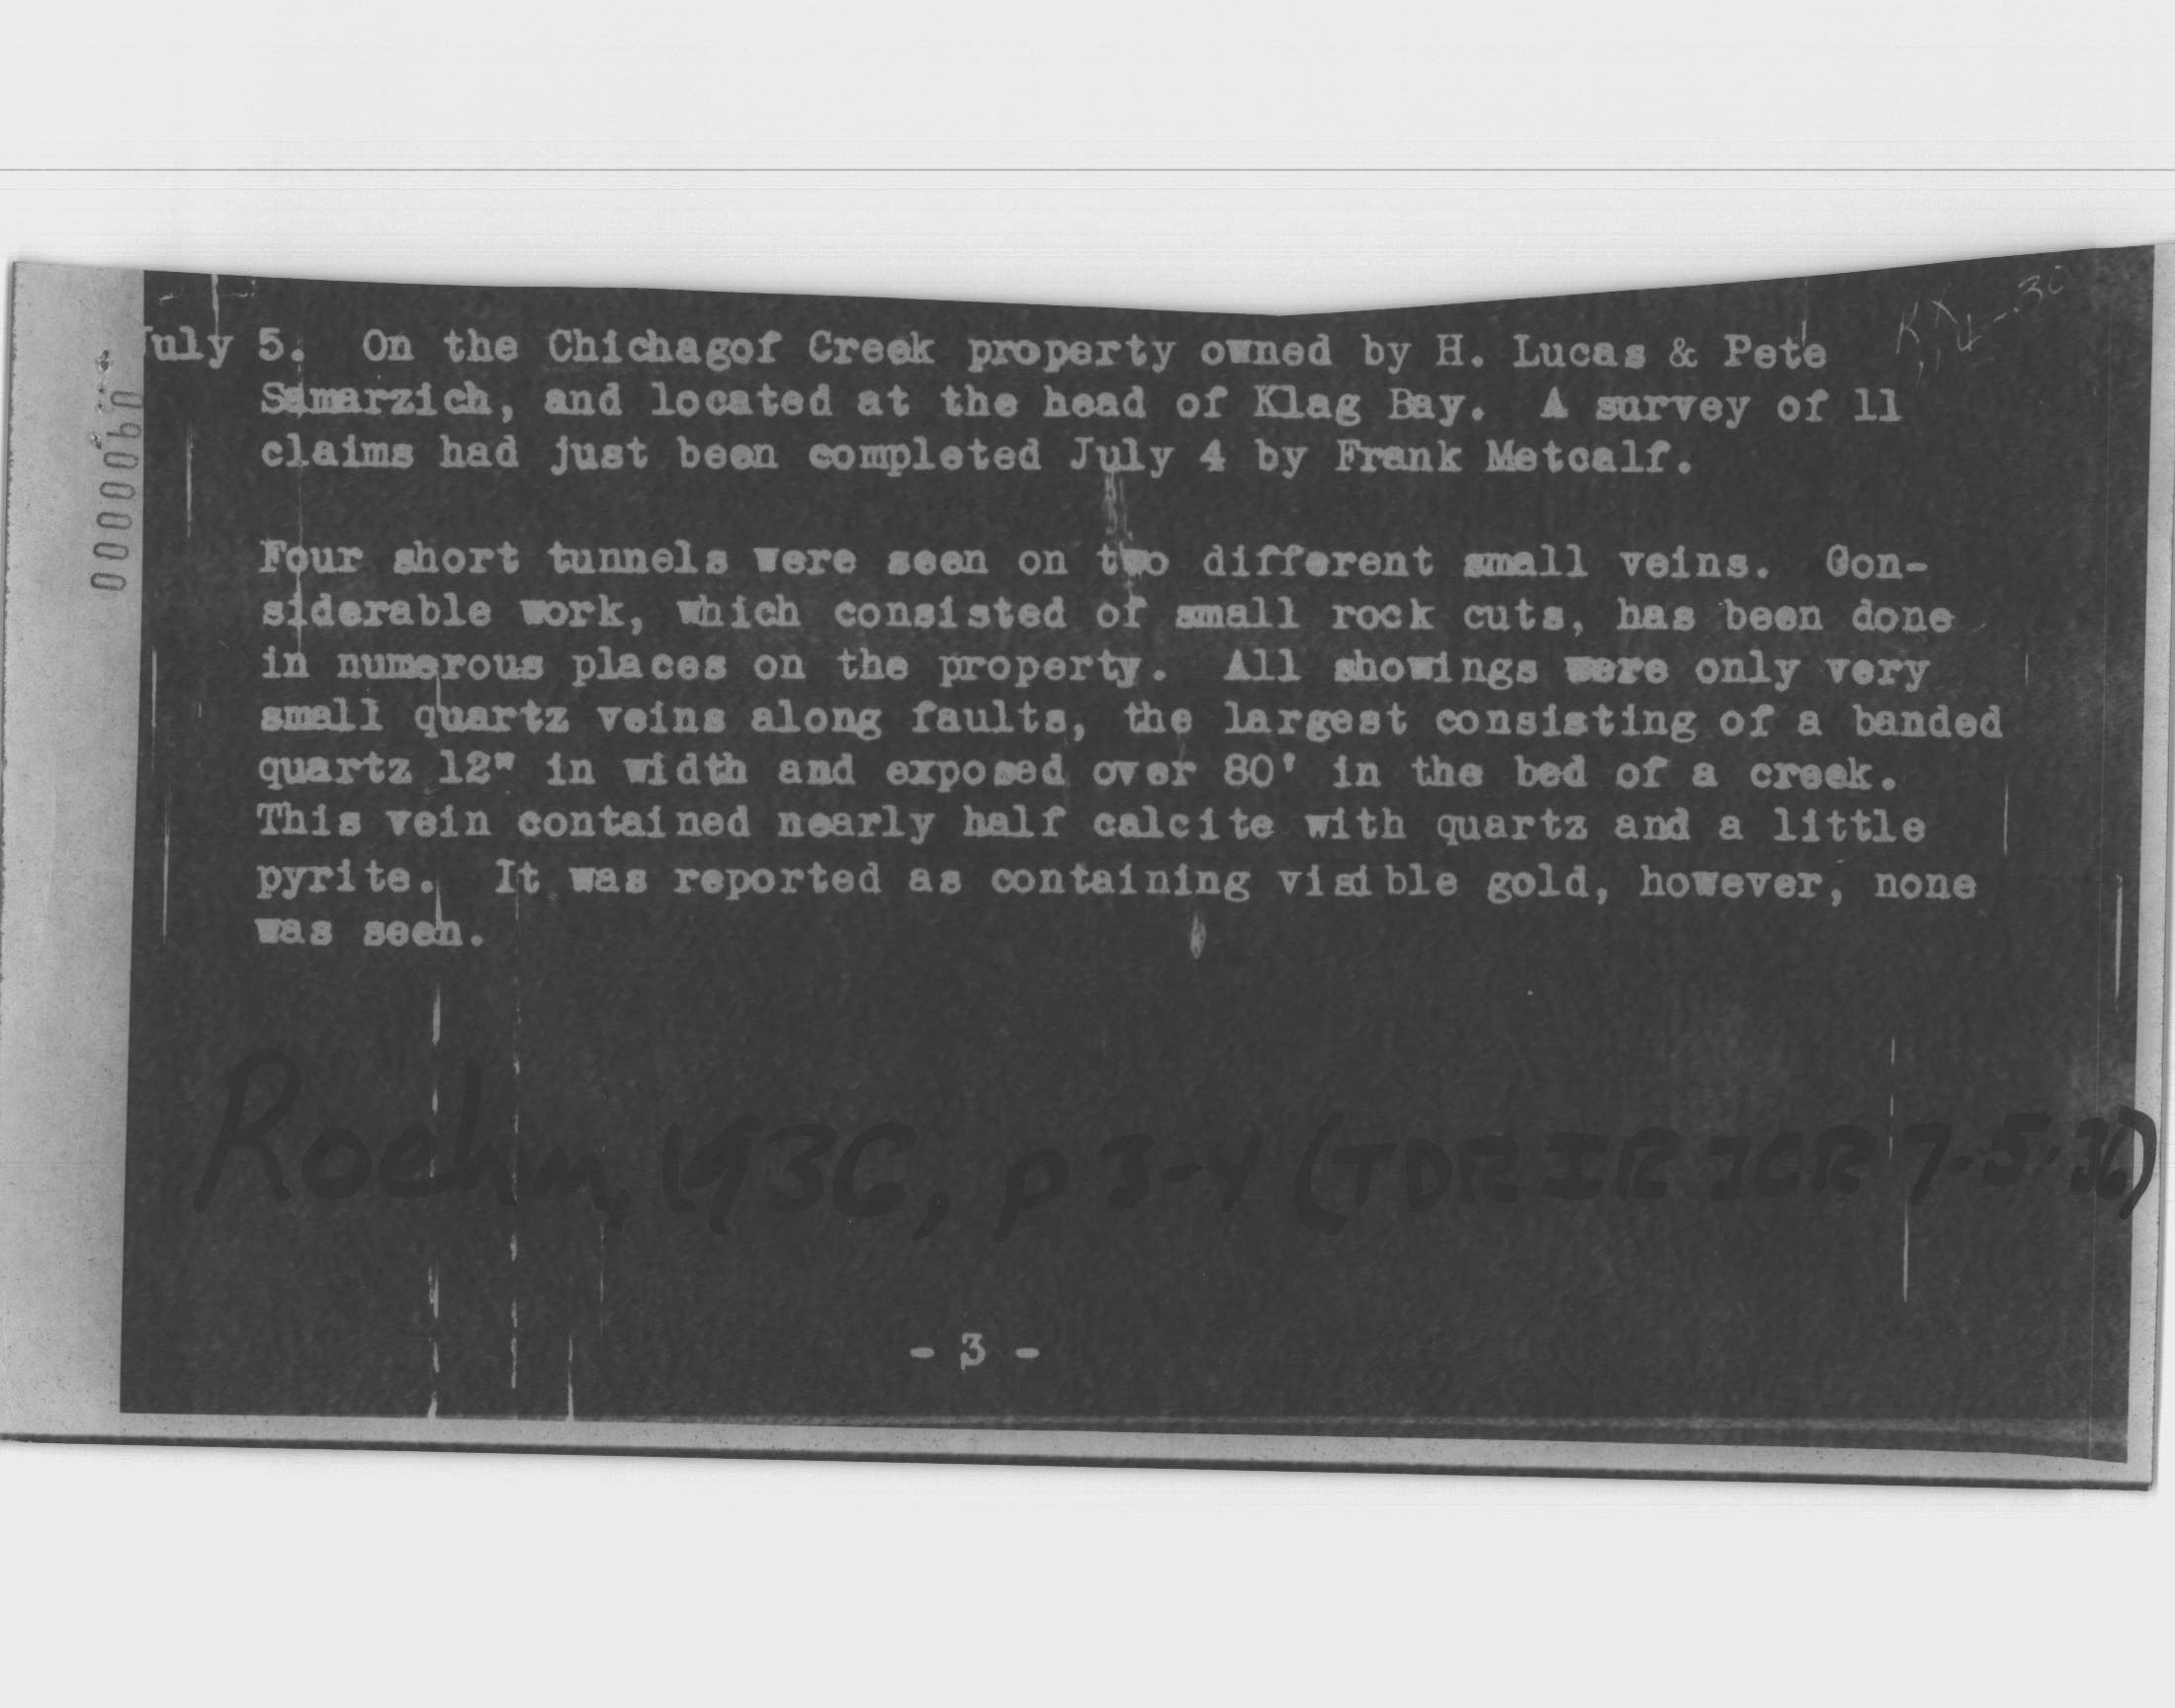 July 5. On the Chichagof Creek property owned by H. Lucas & Pete
Samarzich, and located at the head of Klag Bay. A survey of 11
claims had just been completed July 4 by Frank Metcalf.
Four short tunnels were seen on two different small veins. Con-
siderable work, which consisted of small rock cuts, has been done
in numerous places on the property. All showings were only very
small quartz veins along faults, the largest consisting of a banded
quartz 12" in width and exposed over 80' in the bed of a creek.
This vein contained nearly half calcite with quartz and a little
pyrite. It was reported as containing visible gold, however, none
was seen.
Roehm, 1936, p 3-4 (TDRIR JCR 7-5-36)
- 3 -